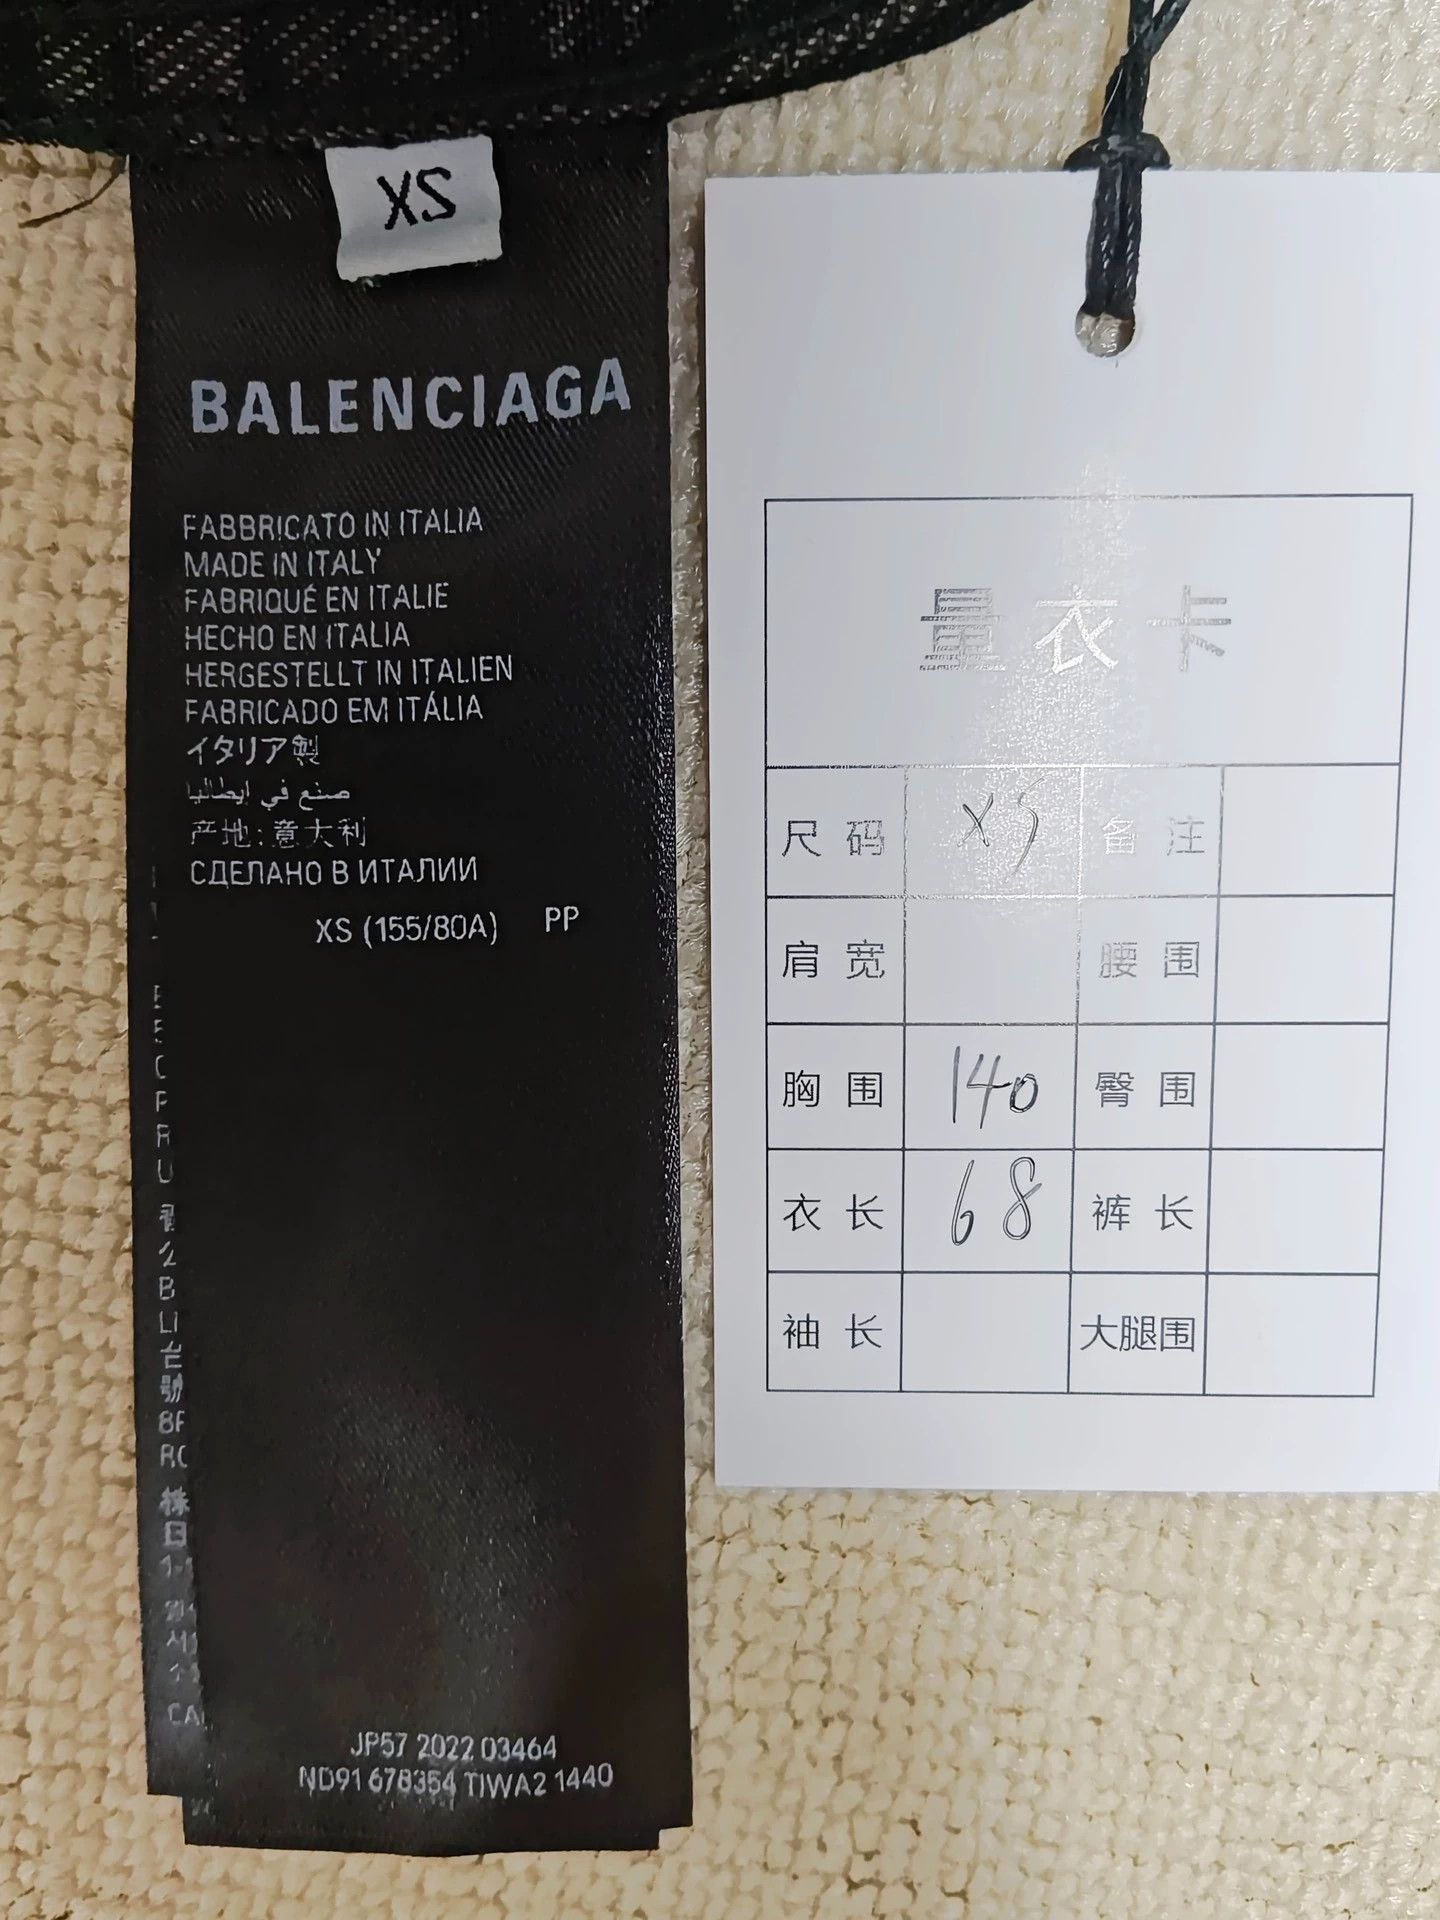 XS
BALENCIAGA
FABBRICATO IN ITALIA
MADE IN ITALY
FABRIQUÉ EN ITALIE
HECHO EN ITALIA
HERGESTELLT IN ITALIEN
FABRICADO EM ITÁLIA
イタリア製
صنع في إيطاليا
产地:意大利
СДЕЛАНО В ИТАЛИИ
XS (155/80A) PP
JP57 2022 03464
ND91 678354 TIWA2 1440
量衣卡
尺码 XS 备注
肩宽 腰围
胸围 140 臀围
衣长 68 裤长
袖长 大腿围